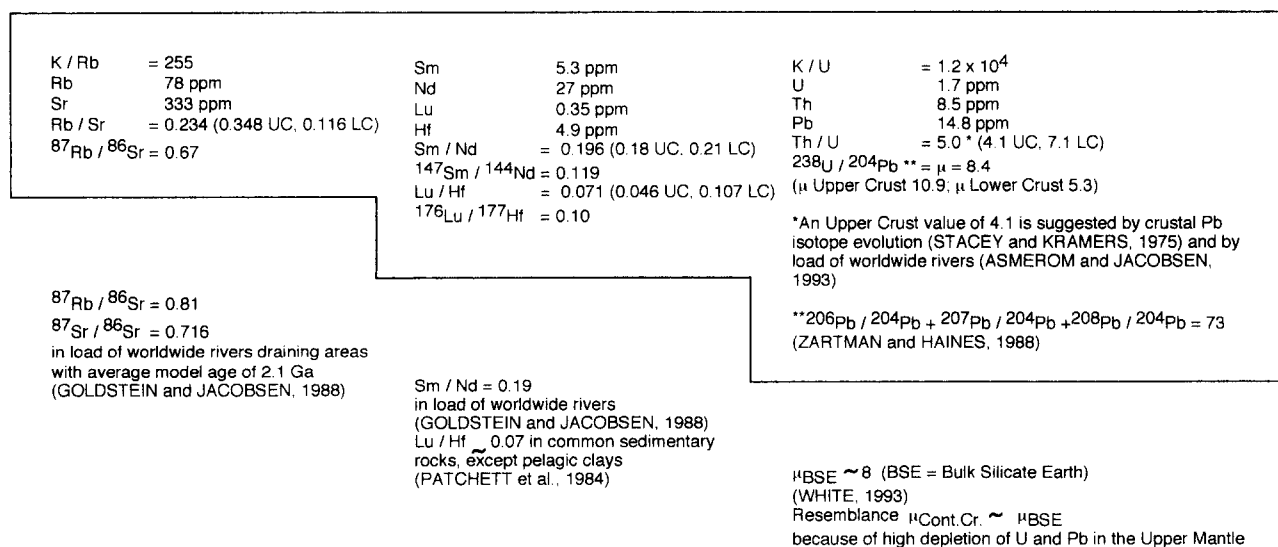 K / Rb = 255
Rb 78 ppm
Sr 333 ppm
Rb / Sr = 0.234 (0.348 UC, 0.116 LC)
87Rb / 86Sr = 0.67
87Rb / 86Sr = 0.81
87Sr / 86Sr = 0.716
in load of worldwide rivers draining areas
with average model age of 2.1 Ga
(GOLDSTEIN and JACOBSEN, 1988)
Sm 5.3 ppm
Nd 27 ppm
Lu 0.35 ppm
Hf 4.9 ppm
Sm / Nd = 0.196 (0.18 UC, 0.21 LC)
147Sm / 144Nd = 0.119
Lu / Hf = 0.071 (0.046 UC, 0.107 LC)
176Lu / 177Hf = 0.10
Sm / Nd = 0.19
in load of worldwide rivers
(GOLDSTEIN and JACOBSEN, 1988)
Lu / Hf ~ 0.07 in common sedimentary
rocks, except pelagic clays
(PATCHETT et al., 1984)
K / U = 1.2 x 10^4
U 1.7 ppm
Th 8.5 ppm
Pb 14.8 ppm
Th / U = 5.0 * (4.1 UC, 7.1 LC)
238U / 204Pb ** = μ = 8.4
(μ Upper Crust 10.9; μ Lower Crust 5.3)
*An Upper Crust value of 4.1 is suggested by crustal Pb
isotope evolution (STACEY and KRAMERS, 1975) and by
load of worldwide rivers (ASMEROM and JACOBSEN,
1993)
**206Pb / 204Pb + 207Pb / 204Pb +208Pb / 204Pb = 73
(ZARTMAN and HAINES, 1988)
μBSE ~8 (BSE = Bulk Silicate Earth)
(WHITE, 1993)
Resemblance μCont.Cr. ~ μBSE
because of high depletion of U and Pb in the Upper Mantle